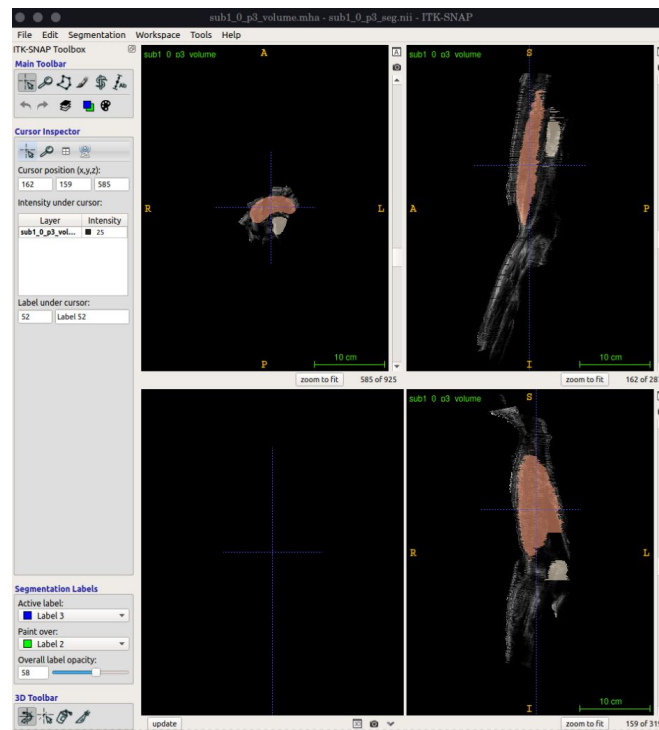 sub1_0_p3_volume.mha - sub1_0_p3_seg.nii - ITK-SNAP
File Edit Segmentation Workspace Tools Help
ITK-SNAP Toolbox
Main Toolbar
Cursor Inspector
Cursor position (x,y,z):
162 159 585
Intensity under cursor:
Layer Intensity
sub1_0_p3_vol... 25
Label under cursor:
52 Label 52
Segmentation Labels
Active label:
Label 3
Paint over:
Label 2
Overall label opacity:
58
3D Toolbar
sub1 0 p3 volume
A
R
L
P
10 cm
zoom to fit 585 of 925
A
sub1 0 p3 volume
S
A
P
I
10 cm
zoom to fit 162 of 287
update
sub1 0 p3 volume
S
R
L
I
10 cm
zoom to fit 159 of 319